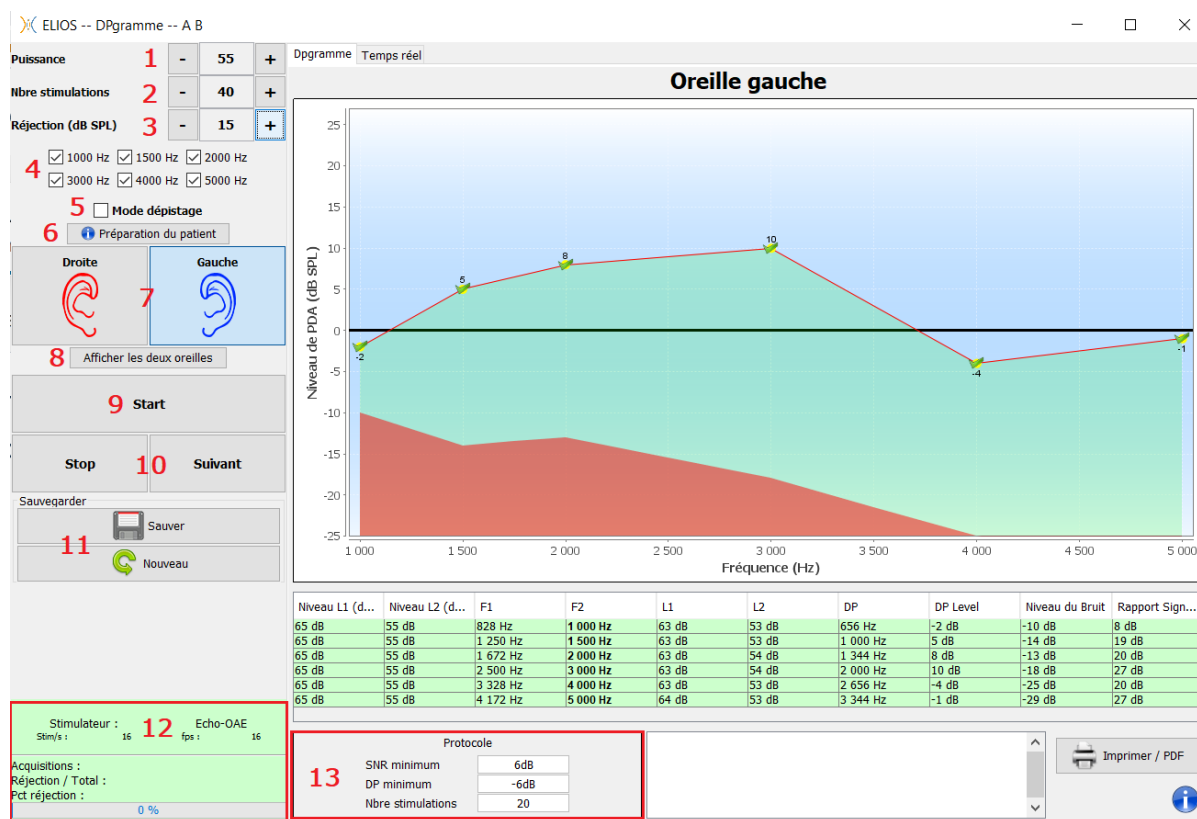 ELIOS -- DPgramme -- A B
Puissance 1 - 55 +
Nbre stimulations 2 - 40 +
Réjection (dB SPL) 3 - 15 +
4
1000 Hz 1500 Hz 2000 Hz
3000 Hz 4000 Hz 5000 Hz
5 Mode dépistage
6 Préparation du patient
Droite 7 Gauche
8 Afficher les deux oreilles
9 Start
Stop 10 Suivant
Sauvegarder
Sauver
11
Nouveau
Stimulateur : 12 Echo-OAE
Stim/s : 16 fps : 16
Acquisitions :
Réjection / Total :
Pct réjection :
0 %
Dpgramme Temps réel
Oreille gauche
Niveau de PDA (dB SPL)
25
20
15
10
5
0
-5
-10
-15
-20
-25
-2 5 8 10 -4 -1
1 000 1 500 2 000 2 500 3 000 3 500 4 000 4 500 5 000
Fréquence (Hz)
Niveau L1 (d... Niveau L2 (d... F1 F2 L1 L2 DP DP Level Niveau du Bruit Rapport Sign...
65 dB 55 dB 828 Hz 1 000 Hz 63 dB 53 dB 656 Hz -2 dB -10 dB 8 dB
65 dB 55 dB 1 250 Hz 1 500 Hz 63 dB 53 dB 1 000 Hz 5 dB -14 dB 19 dB
65 dB 55 dB 1 672 Hz 2 000 Hz 63 dB 54 dB 1 344 Hz 8 dB -13 dB 20 dB
65 dB 55 dB 2 500 Hz 3 000 Hz 63 dB 54 dB 2 000 Hz 10 dB -18 dB 27 dB
65 dB 55 dB 3 328 Hz 4 000 Hz 63 dB 53 dB 2 656 Hz -4 dB -25 dB 20 dB
65 dB 55 dB 4 172 Hz 5 000 Hz 64 dB 53 dB 3 344 Hz -1 dB -29 dB 27 dB
13
Protocole
SNR minimum 6dB
DP minimum -6dB
Nbre stimulations 20
Imprimer / PDF